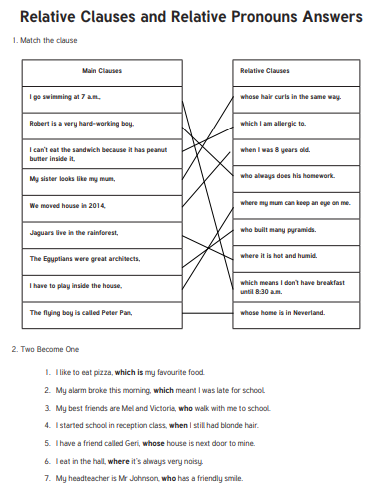 Relative Clauses and Relative Pronouns Answers
1. Match the clause
Main Clauses
Relative Clauses
I go swimming at 7 a.m.,
whose hair curls in the same way.
Robert is a very hard-working boy,
which I am allergic to.
I can't eat the sandwich because it has peanut
butter inside it,
when I was 8 years old.
My sister looks like my mum,
who always does his homework.
We moved house in 2014,
where my mum can keep an eye on me.
Jaguars live in the rainforest,
who built many pyramids.
The Egyptians were great architects,
where it is hot and humid.
I have to play inside the house,
which means I don't have breakfast
until 8:30 a.m.
The flying boy is called Peter Pan,
whose home is in Neverland.
2. Two Become One
1. I like to eat pizza, which is my favourite food.
2. My alarm broke this morning, which meant I was late for school.
3. My best friends are Mel and Victoria, who walk with me to school.
4. I started school in reception class, when I still had blonde hair.
5. I have a friend called Geri, whose house is next door to mine.
6. I eat in the hall, where it's always very noisy.
7. My headteacher is Mr Johnson, who has a friendly smile.